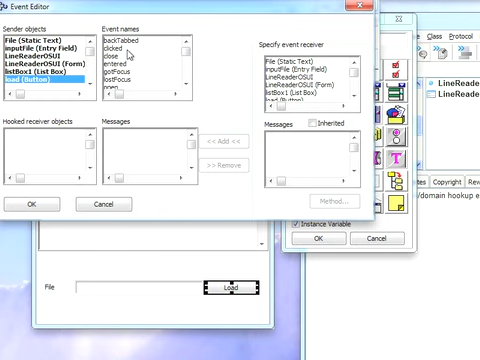 Event Editor
Sender objects
Event names
File (Static Text)
inputFile (Entry Field)
LineReaderOSUI
LineReaderOSUI (Form)
listBox1 (List Box)
load (Button)
backTabbed
clicked
close
entered
gotFocus
lostFocus
open
Specify event receiver
File (Static Text)
inputFile (Entry Field)
LineReaderOSUI
LineReaderOSUI (Form)
listBox1 (List Box)
load (Button)
Hooked receiver objects
Messages
<< Add <<
>> Remove
Messages
Inherited
Method...
OK
Cancel
Class
Protocol
LineReader
LineReaderOS
Notes
Copyright
/domain hookup e
Instance Variable
OK
Cancel
File
Load